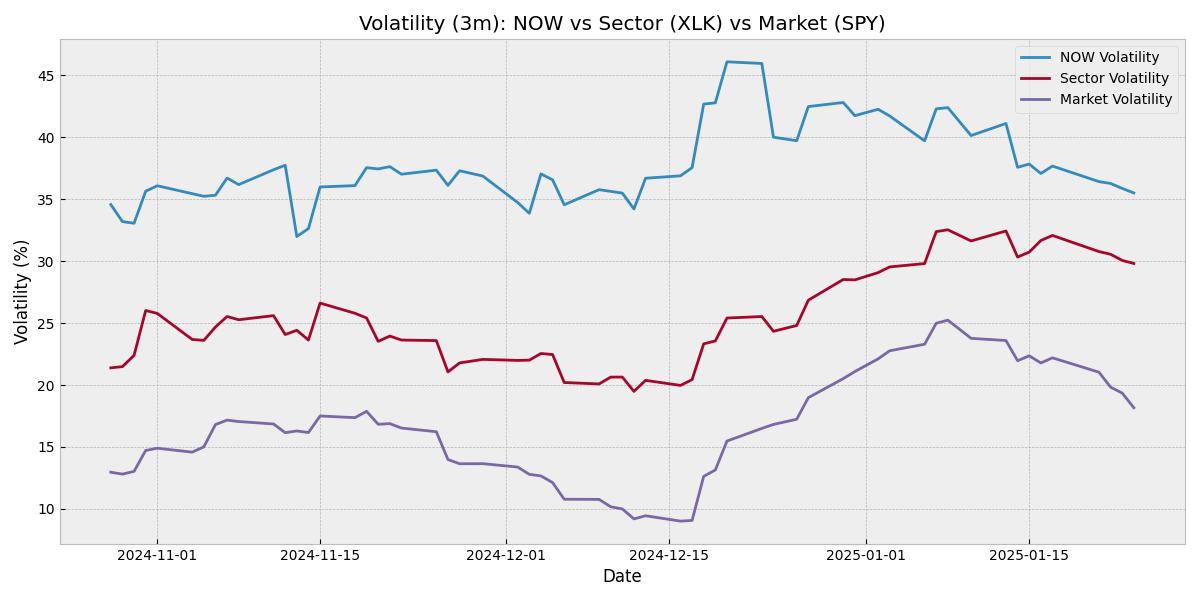 Volatility (3m): NOW vs Sector (XLK) vs Market (SPY)
NOW Volatility
Sector Volatility
Market Volatility
Volatility (%)
45
40
35
30
25
20
15
10
2024-11-01
2024-11-15
2024-12-01
2024-12-15
2025-01-01
2025-01-15
Date